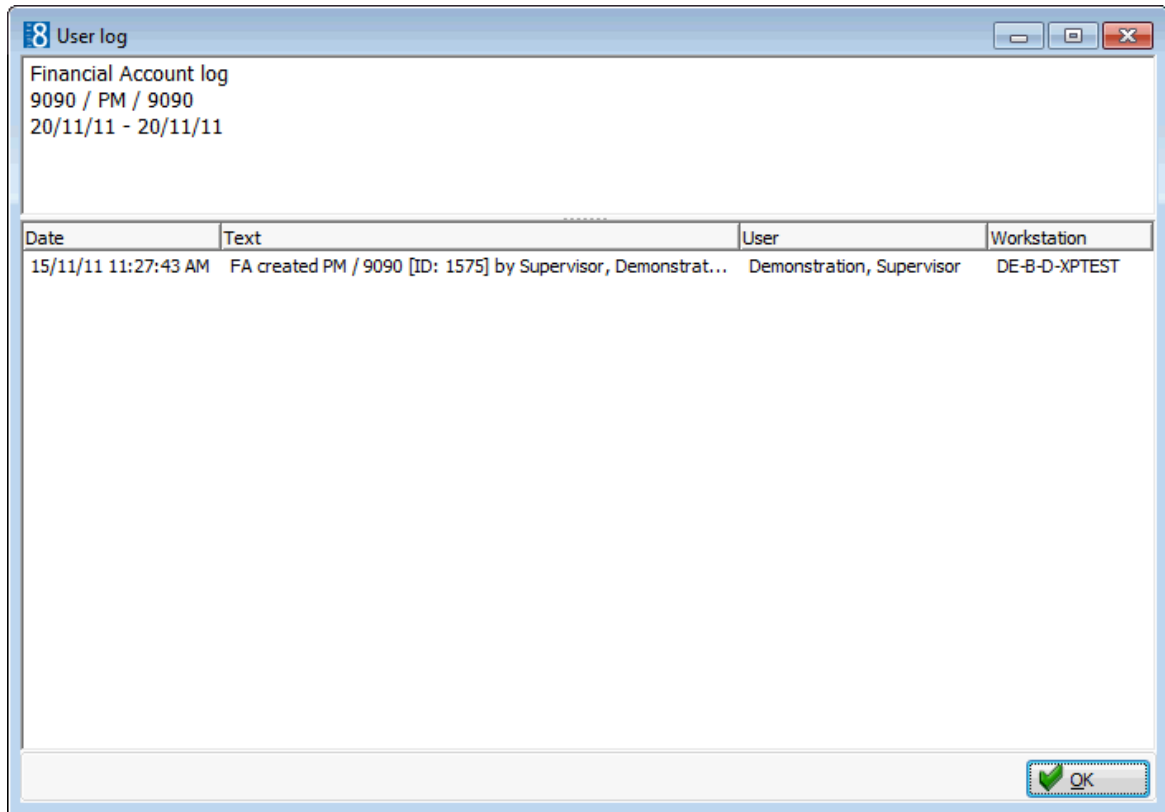 8 User log
Financial Account log
9090 / PM / 9090
20/11/11 - 20/11/11
Date Text User Workstation
15/11/11 11:27:43 AM FA created PM / 9090 [ID: 1575] by Supervisor, Demonstrat... Demonstration, Supervisor DE-B-D-XPTEST
OK